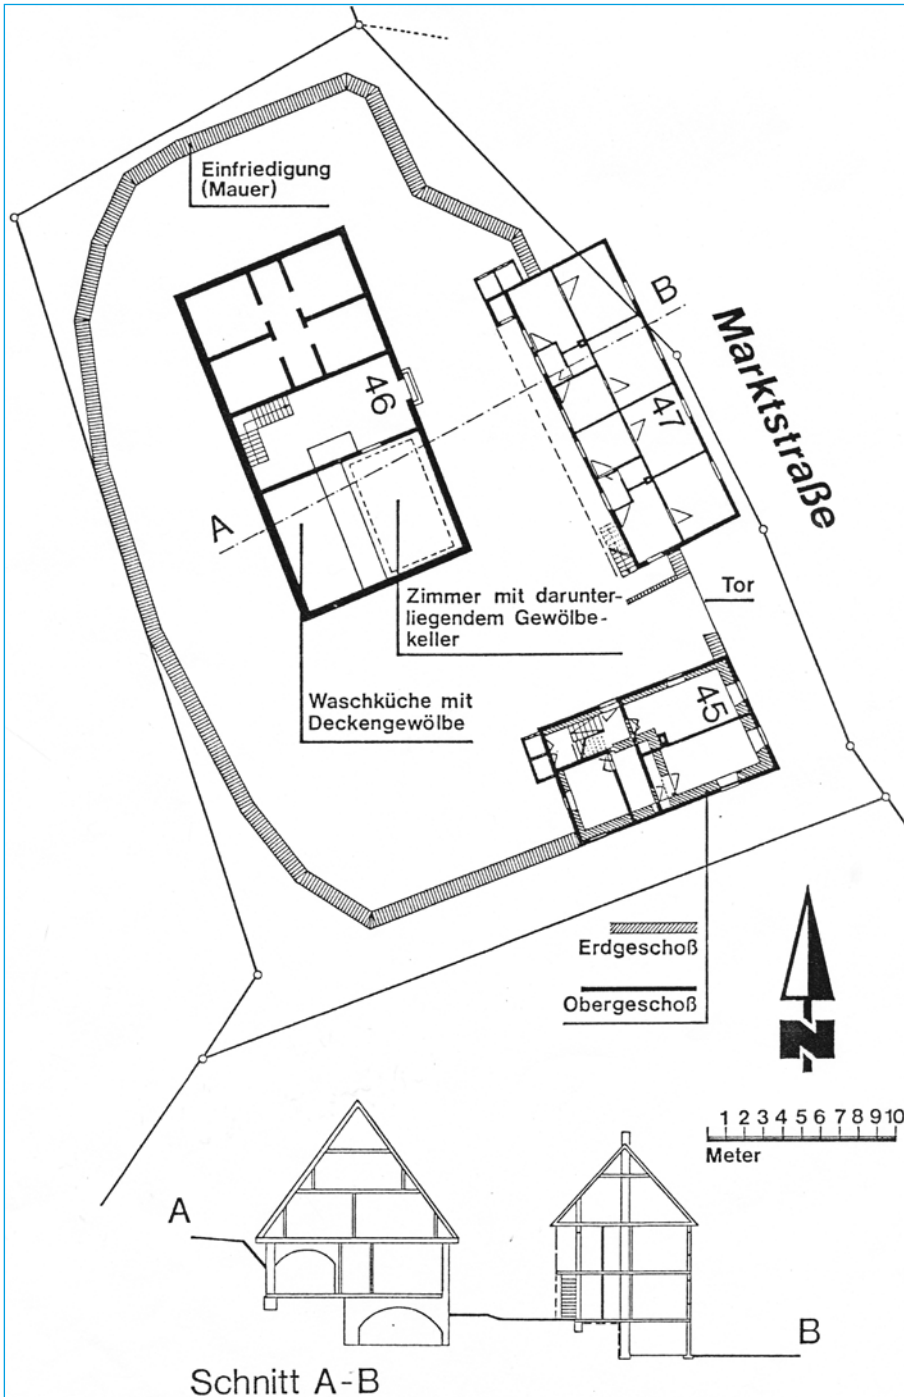 Einfriedigung
(Mauer)
B
Marktstraße
46
47
A
Zimmer mit darunter-
liegendem Gewölbe-
keller
Tor
Waschküche mit
Deckengewölbe
45
Erdgeschoß
Obergeschoß
N
1 2 3 4 5 6 7 8 9 10
Meter
A
B
Schnitt A-B